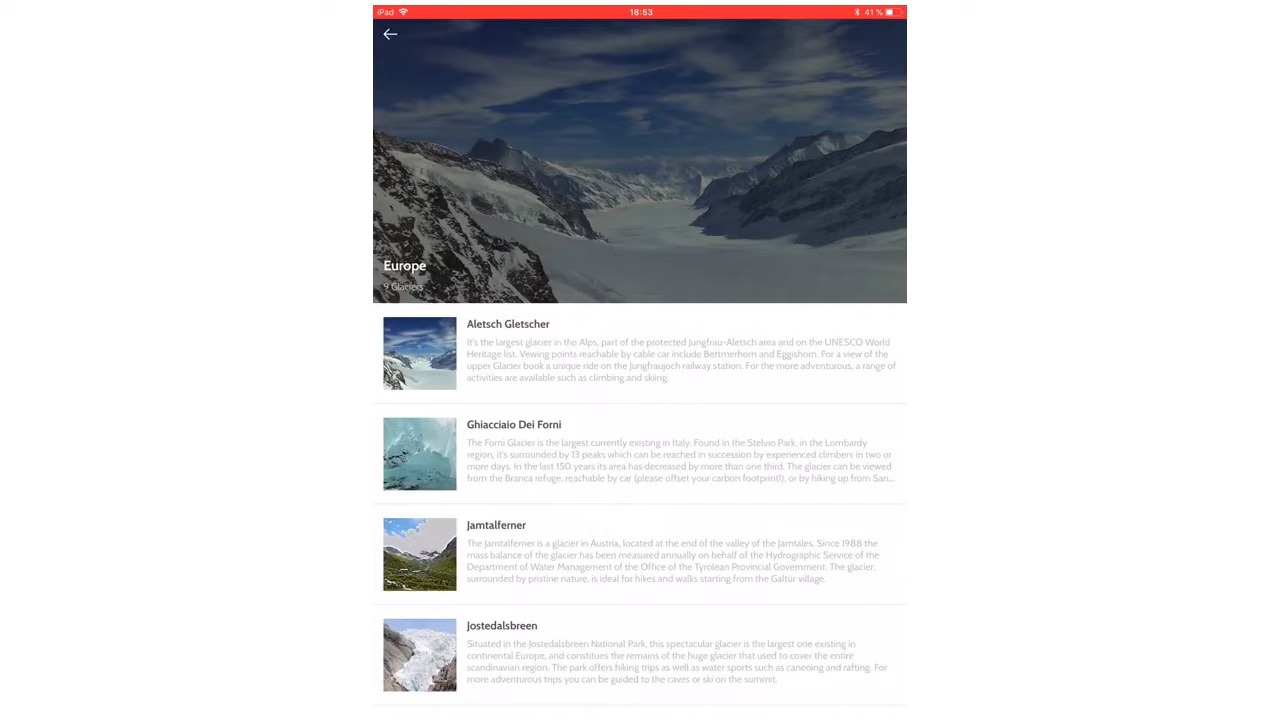 iPad
18:53
41 %
Europe
9 Glaciers
Aletsch Gletscher
It's the largest glacier in the Alps, part of the protected Jungfrau-Aletsch area and on the UNESCO World
Heritage list. Vewing points reachable by cable car include Bettmerhorn and Eggishorn. For a view of the
upper Glacier book a unique ride on the Jungfraujoch railway station. For the more adventurous, a range of
activities are available such as climbing and skiing.
Ghiacciaio Dei Forni
The Forni Glacier is the largest currently existing in Italy. Found in the Stelvio Park, in the Lombardy
region, it's surrounded by 13 peaks which can be reached in succession by experienced climbers in two or
more days. In the last 150 years its area has decreased by more than one third. The glacier can be viewed
from the Branca refuge, reachable by car (please offset your carbon footprint!), or by hiking up from San...
Jamtalferner
The Jamtalferner is a glacier in Austria, located at the end of the valley of the Jamtales. Since 1988 the
mass balance of the glacier has been measured annually on behalf of the Hydrographic Service of the
Department of Water Management of the Office of the Tyrolean Provincial Government. The glacier,
surrounded by pristine nature, is ideal for hikes and walks starting from the Galtur village.
Jostedalsbreen
Situated in the Jostedalsbreen National Park, this spectacular glacier is the largest one existing in
continental Europe, and constitues the remains of the huge glacier that used to cover the entire
scandinavian region. The park offers hiking trips as well as water sports such as canoeing and rafting. For
more adventurous trips you can be guided to the caves or ski on the summit.